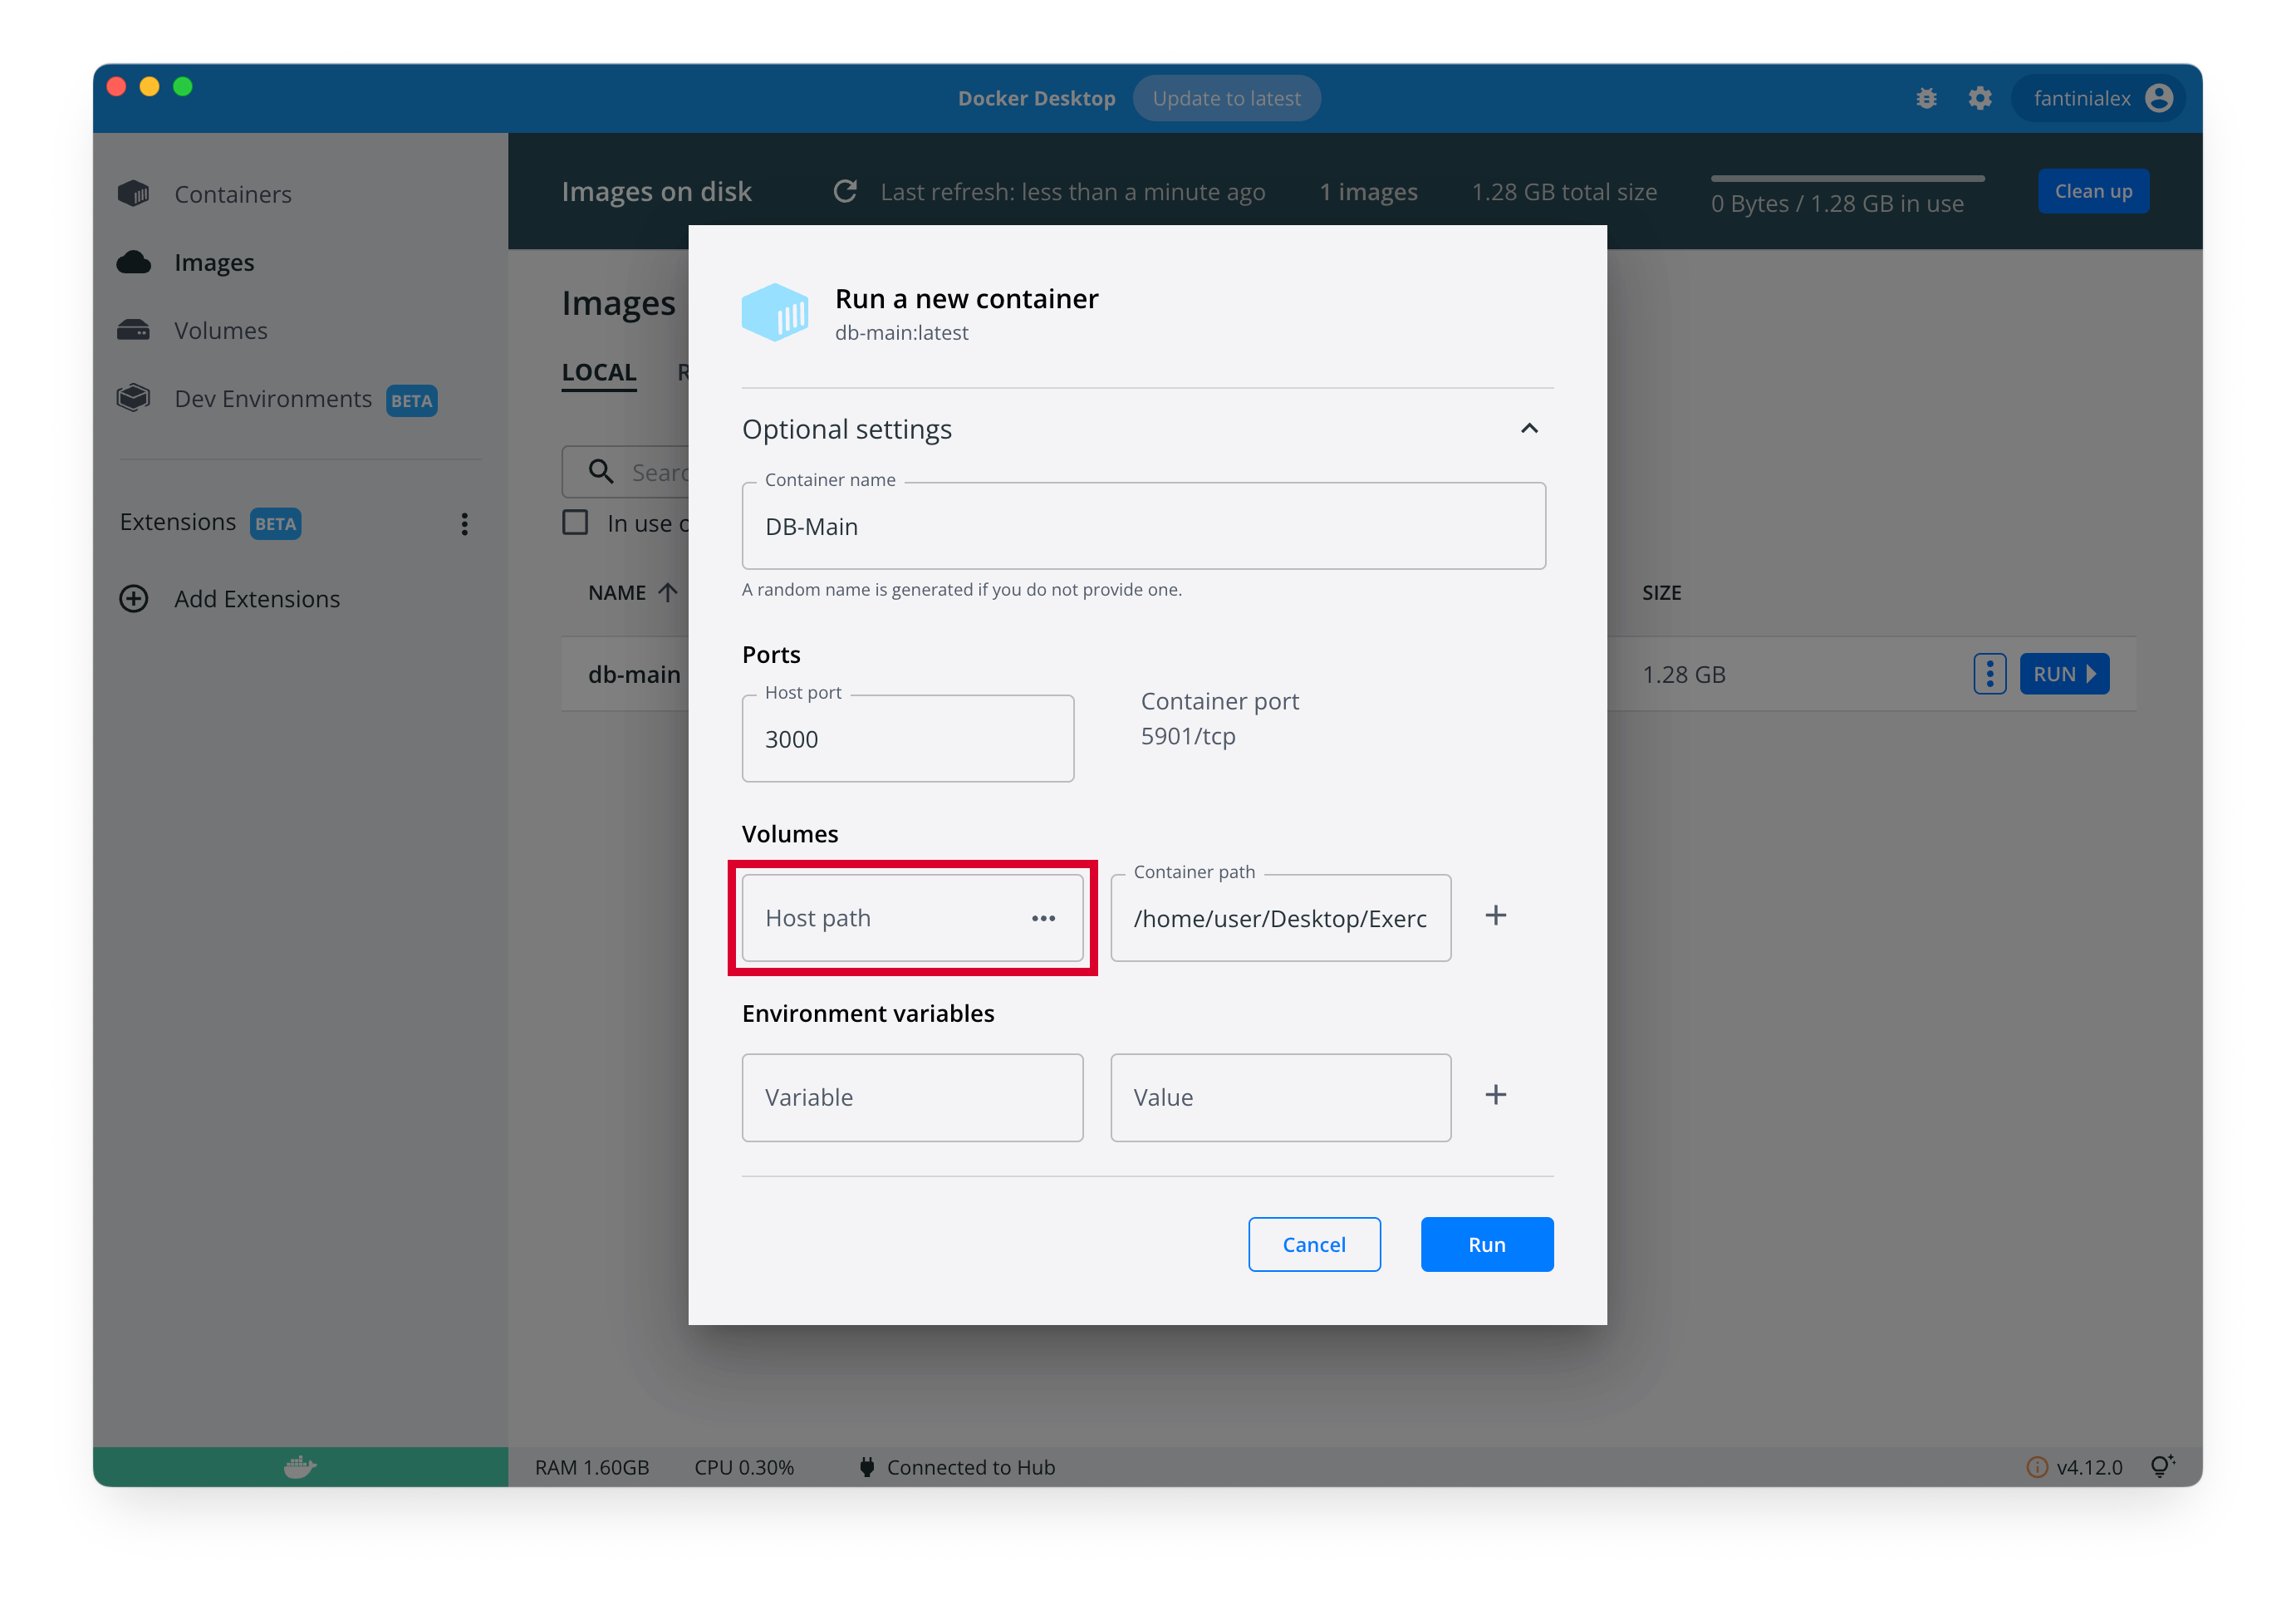 Docker Desktop Update to latest fantinialex
Containers
Images
Volumes
Dev Environments BETA
Extensions BETA
Add Extensions
Images on disk Last refresh: less than a minute ago 1 images 1.28 GB total size 0 Bytes / 1.28 GB in use Clean up
Images
LOCAL
In use
NAME SIZE
db-main 1.28 GB RUN
Run a new container
db-main:latest
Optional settings
Container name
DB-Main
A random name is generated if you do not provide one.
Ports
Host port
3000
Container port
5901/tcp
Volumes
Host path
Container path
/home/user/Desktop/Exerc
Environment variables
Variable Value
Cancel Run
RAM 1.60GB CPU 0.30% Connected to Hub v4.12.0